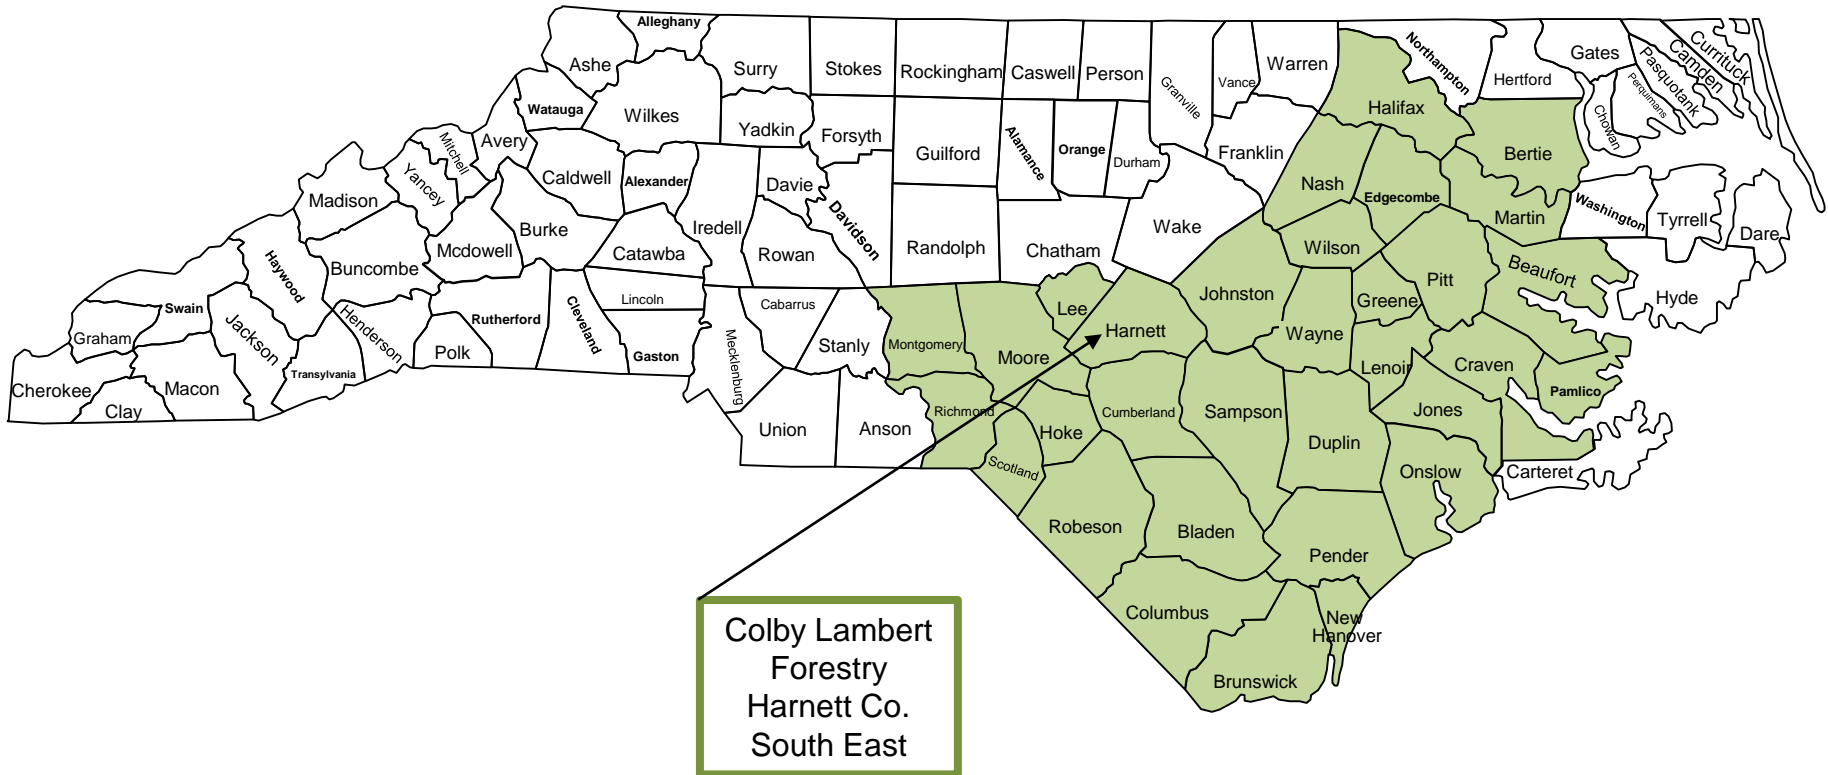 Alleghany
Ashe
Surry
Stokes
Rockingham
Caswell
Person
Granville
Vance
Warren
Northampton
Hertford
Gates
Pasquotank
Camden
Currituck
Perquimans
Chowan
Watauga
Wilkes
Yadkin
Forsyth
Guilford
Alamance
Orange
Durham
Franklin
Halifax
Bertie
Mitchell
Avery
Yancey
Caldwell
Alexander
Davie
Davidson
Iredell
Nash
Edgecombe
Martin
Washington
Tyrrell
Dare
Madison
Burke
Mcdowell
Buncombe
Haywood
Catawba
Rowan
Randolph
Chatham
Wake
Wilson
Pitt
Beaufort
Hyde
Swain
Graham
Jackson
Henderson
Polk
Rutherford
Cleveland
Lincoln
Gaston
Mecklenburg
Cabarrus
Stanly
Montgomery
Moore
Lee
Harnett
Johnston
Wayne
Greene
Lenoir
Craven
Pamlico
Cherokee
Clay
Macon
Transylvania
Union
Anson
Richmond
Scotland
Hoke
Cumberland
Sampson
Duplin
Jones
Onslow
Carteret
Robeson
Bladen
Pender
Columbus
Brunswick
New
Hanover
Colby Lambert
Forestry
Harnett Co.
South East